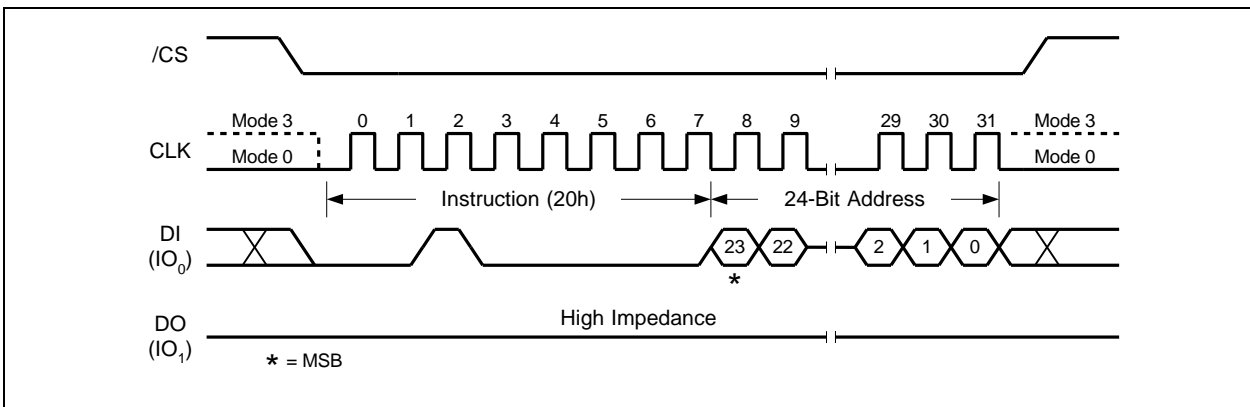 /CS
Mode 3 0 1 2 3 4 5 6 7 8 9 29 30 31 Mode 3
CLK
Mode 0 Mode 0
Instruction (20h) 24-Bit Address
DI
(IO0)
23 22 2 1 0
*
High Impedance
DO
(IO1)
* = MSB